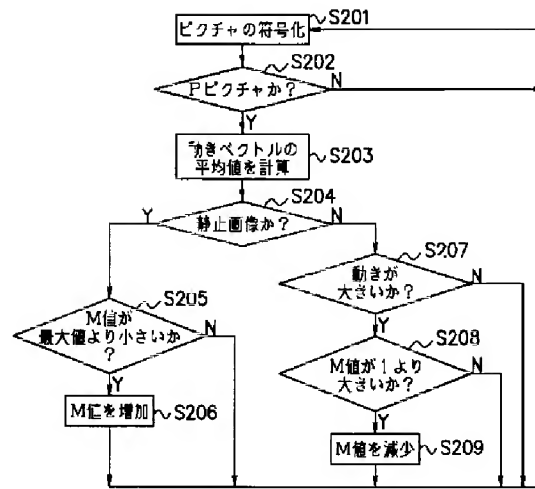 ピクチャの符号化
S201
S202
Pピクチャか?
N
Y
動きベクトルの
平均値を計算
S203
S204
Y
静止画像か?
N
S207
動きが
大きいか?
N
Y
S205
M値が
最大値より小さいか
?
N
Y
S208
M値が1より
大きいか?
N
Y
M値を増加
S206
M値を減少
S209